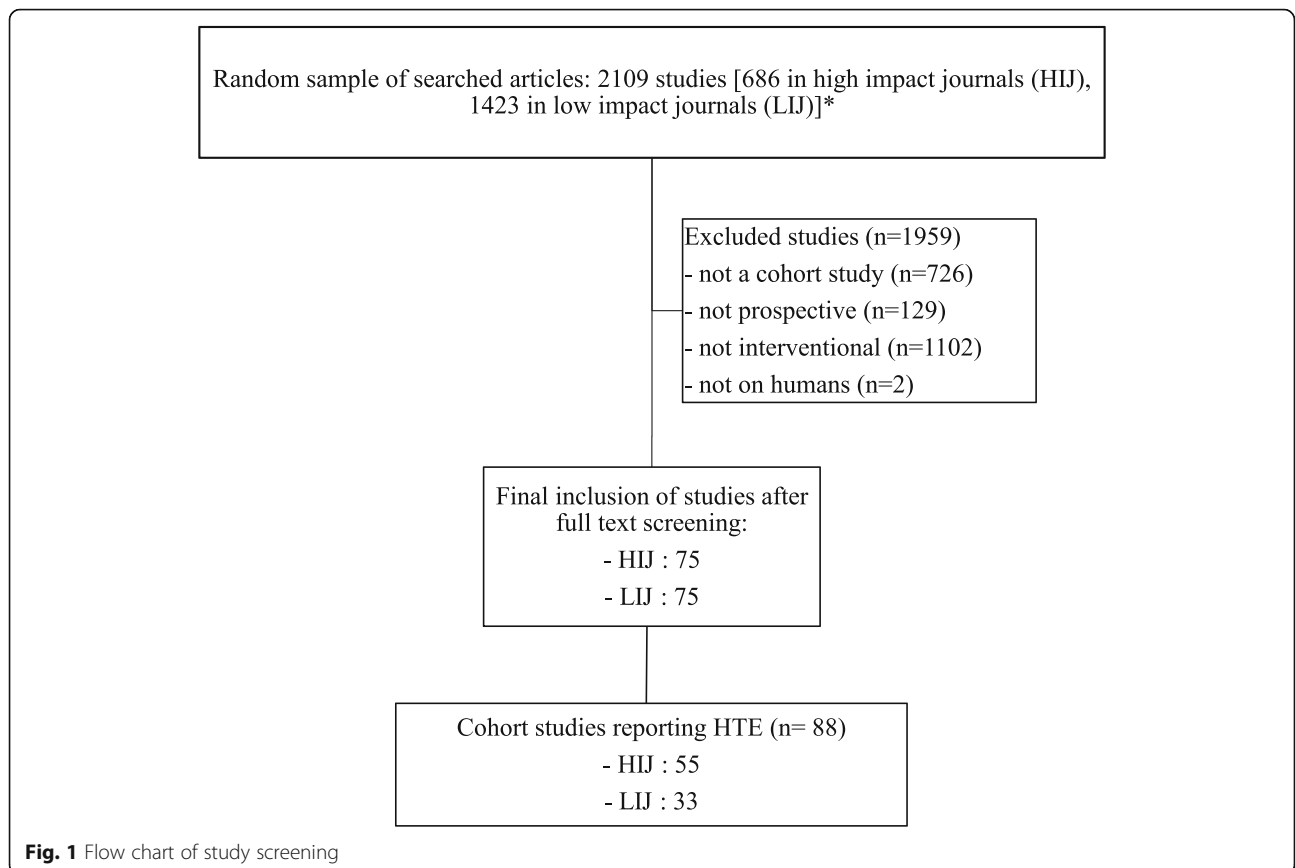 Random sample of searched articles: 2109 studies [686 in high impact journals (HIJ),
1423 in low impact journals (LIJ)]*
Excluded studies (n=1959)
- not a cohort study (n=726)
- not prospective (n=129)
- not interventional (n=1102)
- not on humans (n=2)
Final inclusion of studies after
full text screening:
- HIJ : 75
- LIJ : 75
Cohort studies reporting HTE (n= 88)
- HIJ : 55
- LIJ : 33
Fig. 1 Flow chart of study screening